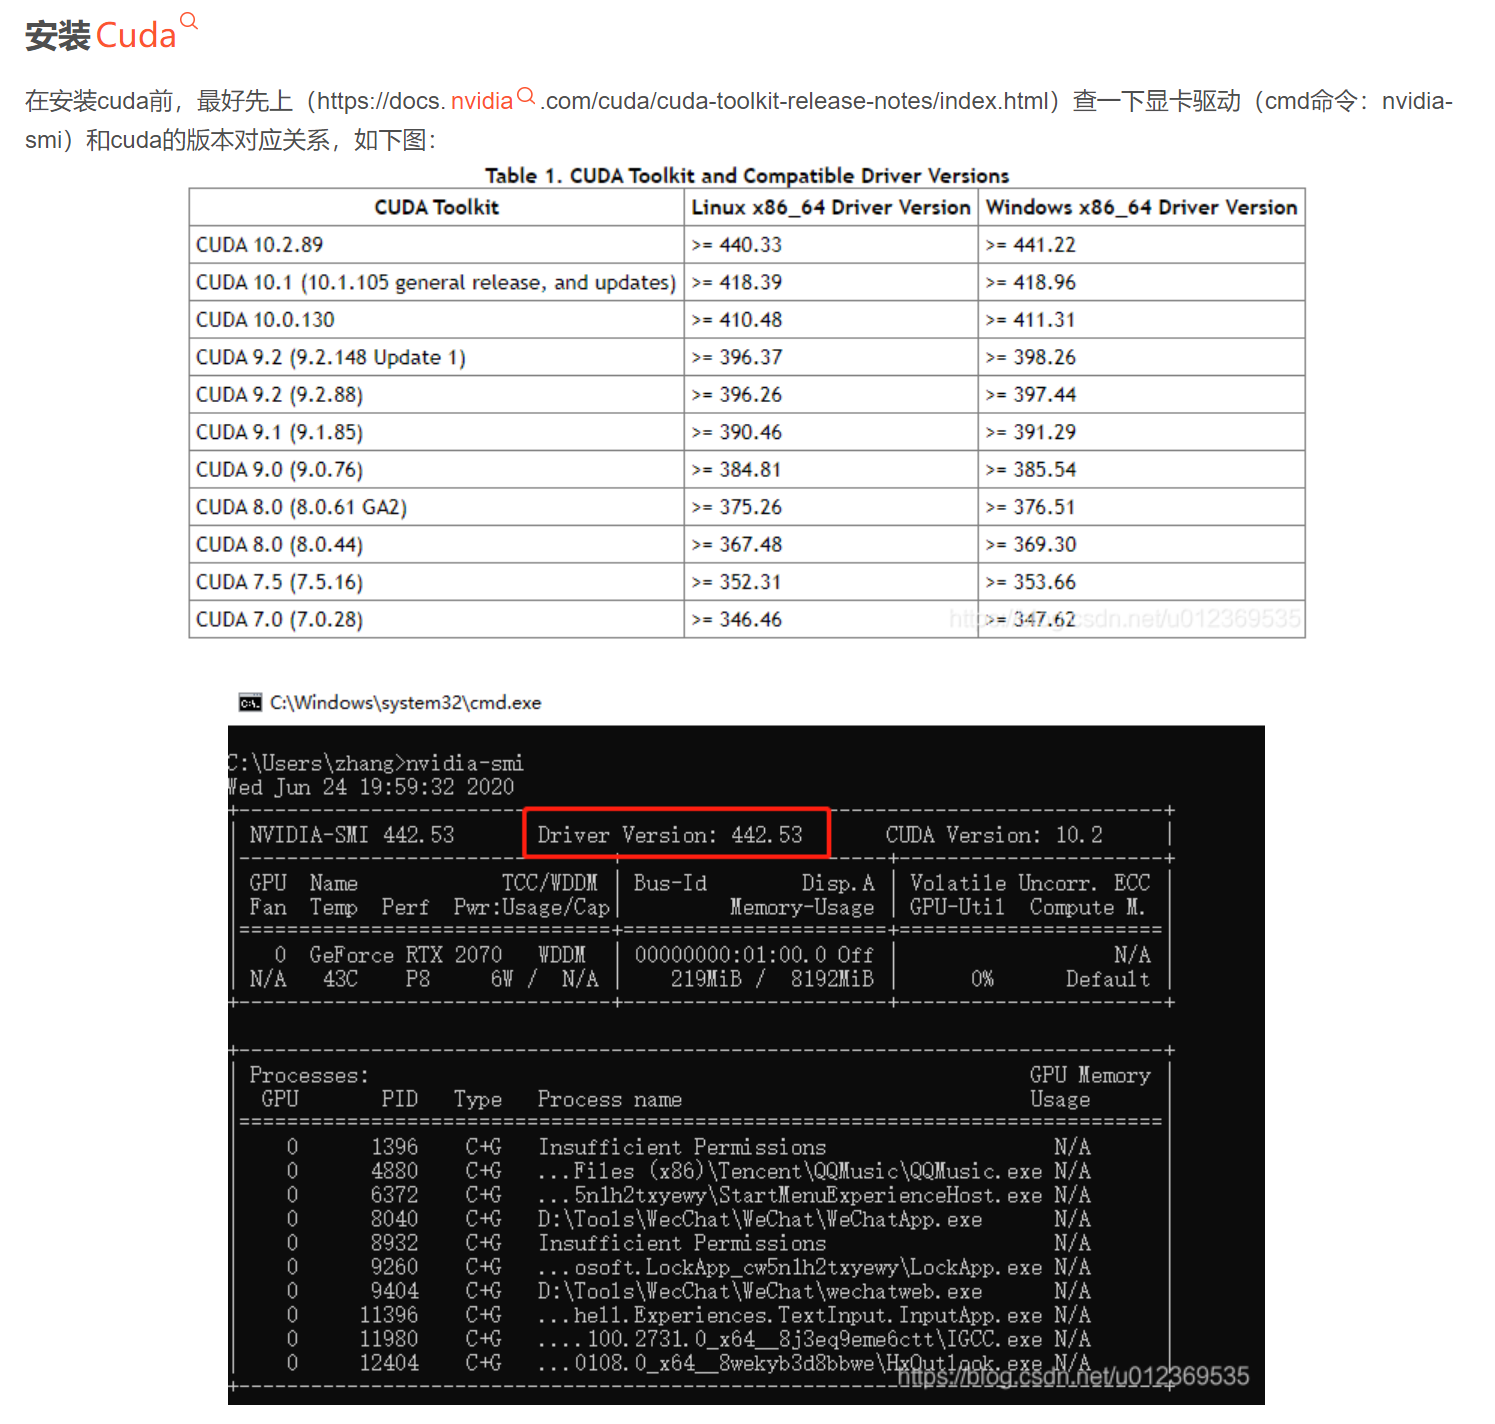 安装Cuda
在安装cuda前，最好先上（https://docs. nvidia .com/cuda/cuda-toolkit-release-notes/index.html）查一下显卡驱动（cmd命令：nvidia-
smi）和cuda的版本对应关系，如下图：
Table 1. CUDA Toolkit and Compatible Driver Versions
CUDA Toolkit Linux x86_64 Driver Version Windows x86_64 Driver Version
CUDA 10.2.89 >= 440.33 >= 441.22
CUDA 10.1 (10.1.105 general release, and updates) >= 418.39 >= 418.96
CUDA 10.0.130 >= 410.48 >= 411.31
CUDA 9.2 (9.2.148 Update 1) >= 396.37 >= 398.26
CUDA 9.2 (9.2.88) >= 396.26 >= 397.44
CUDA 9.1 (9.1.85) >= 390.46 >= 391.29
CUDA 9.0 (9.0.76) >= 384.81 >= 385.54
CUDA 8.0 (8.0.61 GA2) >= 375.26 >= 376.51
CUDA 8.0 (8.0.44) >= 367.48 >= 369.30
CUDA 7.5 (7.5.16) >= 352.31 >= 353.66
CUDA 7.0 (7.0.28) >= 346.46 >= 347.62
https://blog.csdn.net/u012369535
C:\Windows\system32\cmd.exe
C:\Users\zhang>nvidia-smi
Wed Jun 24 19:59:32 2020
NVIDIA-SMI 442.53 Driver Version: 442.53 CUDA Version: 10.2
GPU Name TCC/WDDM | Bus-Id Disp.A | Volatile Uncorr. ECC
Fan Temp Perf Pwr:Usage/Cap| Memory-Usage | GPU-Util Compute M.
0 GeForce RTX 2070 WDDM | 00000000:01:00.0 Off | N/A
N/A 43C P8 6W / N/A | 219MiB / 8192MiB | 0% Default
Processes: GPU Memory
GPU PID Type Process name Usage
0 1396 C+G Insufficient Permissions N/A
0 4880 C+G ...Files (x86)\Tencent\QQMusic\QQMusic.exe N/A
0 6372 C+G ...5n1h2txyewy\StartMenuExperienceHost.exe N/A
0 8040 C+G D:\Tools\WecChat\WeChat\WeChatApp.exe N/A
0 8932 C+G Insufficient Permissions N/A
0 9260 C+G ...osoft.LockApp_cw5n1h2txyewy\LockApp.exe N/A
0 9404 C+G D:\Tools\WecChat\WeChat\wechatweb.exe N/A
0 11396 C+G ...hell.Experiences.TextInput.InputApp.exe N/A
0 11980 C+G ....100.2731.0_x64__8j3eq9eme6ctt\IGCC.exe N/A
0 12404 C+G ...0108.0_x64__8wekyb3d8bbwe\HxOutlook.exe N/A
https://blog.csdn.net/u012369535